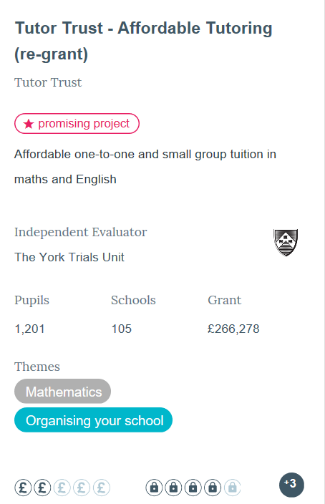 Tutor Trust - Affordable Tutoring
(re-grant)
Tutor Trust
★ promising project
Affordable one-to-one and small group tuition in
maths and English
Independent Evaluator
The York Trials Unit
Pupils Schools Grant
1,201 105 £266,278
Themes
Mathematics
Organising your school
£ £ £ £ £ +3